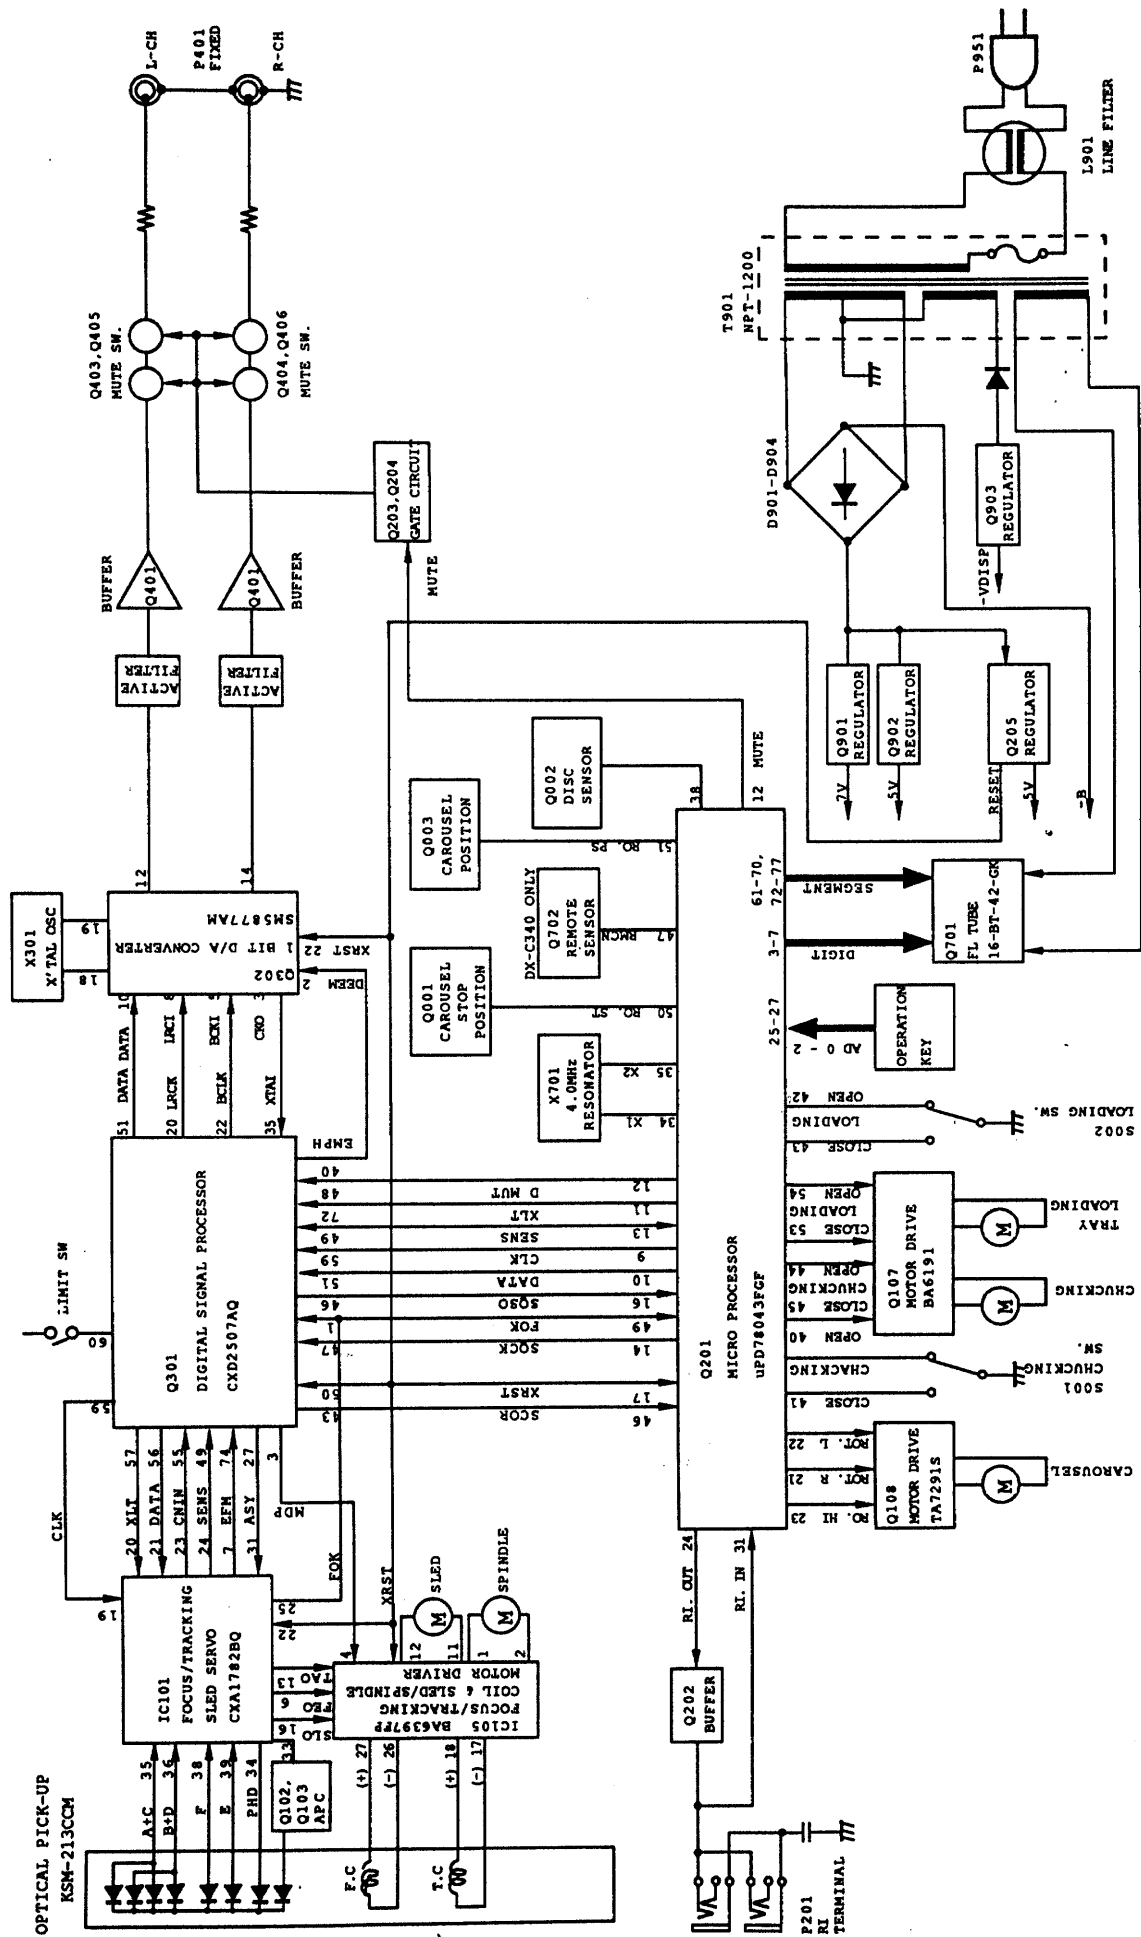 OPTICAL PICK-UP
KSM-213CCM
A+C 35
B+D 36
F 38
E 39
PHD 34
33
Q102,
Q103
APC
F.C
T.C
(+) 27
(-) 26
(+) 18
(-) 17
IC101
FOCUS/TRACKING
SLED SERVO
CXA1782BQ
19
CLK
59
20 XLT 57
21 DATA 56
23 CNIN 55
24 SENS 49
7 EFM 74
31 ASY 27
3
MDP
25
FOK
22
XRST
TAO 13
FEO 6
SLO 16
IC105 BA6397FP
FOCUS/TRACKING
COIL & SLED/SPINDLE
MOTOR DRIVER
4
12
11
1
2
M
SLED
M
SPINDLE
LIMIT SW
60
Q301
DIGITAL SIGNAL PROCESSOR
CXD2507AQ
51 DATA DATA 10
20 LRCK LRCI 8
22 BCLK BCKI 5
35 XTAI CKO 3
EMPH
DEEM
2
22 XRST
X301
X'TAL OSC
18
19
Q302
1 BIT D/A CONVERTER
SM5877AM
12
14
ACTIVE
FILTER
ACTIVE
FILTER
BUFFER
Q401
Q401
BUFFER
Q403,Q405
MUTE SW.
Q404,Q406
MUTE SW.
L-CH
P401
FIXED
R-CH
Q203,Q204
GATE CIRCUIT
MUTE
40
48 D MUT 12
72 XLT 11
49 SENS 13
59 CLK 9
51 DATA 10
46 SQSO 16
1 FOK 49
47 SQCK 14
50 XRST 17
43 SCOR 46
Q201
MICRO PROCESSOR
uPD78043FGF
X701
4.0MHz
RESONATOR
34 X1
35 X2
Q001
CAROUSEL
STOP
POSITION
50 RO. ST
DX-C340 ONLY
Q702
REMOTE
SENSOR
47 RMCN
Q003
CAROUSEL
POSITION
51 RO. PS
Q002
DISC
SENSOR
38
12 MUTE
61-70,
72-77
SEGMENT
3-7
DIGIT
25-27
AD 0 - 2
OPERATION
KEY
Q701
FL TUBE
16-BT-42-GK
42 OPEN
LOADING
43 CLOSE
S002
LOADING SW.
54 OPEN
LOADING
53 CLOSE
44 OPEN
CHUCKING
45 CLOSE
Q107
MOTOR DRIVE
BA6191
M
TRAY
LOADING
M
CHUCKING
40 OPEN
CHACKING
41 CLOSE
S001
CHUCKING
SW.
22 ROT. L
21 ROT. R
23 RO. HI
Q108
MOTOR DRIVE
TA7291S
M
CAROUSEL
RI. OUT 24
RI. IN 31
Q202
BUFFER
P201
RI
TERMINAL
Q901
REGULATOR
7V
Q902
REGULATOR
5V
Q205
REGULATOR
RESET
5V
-B
D901-D904
Q903
REGULATOR
-VDISP
T901
NPT-1200
L901
LINE FILTER
P951